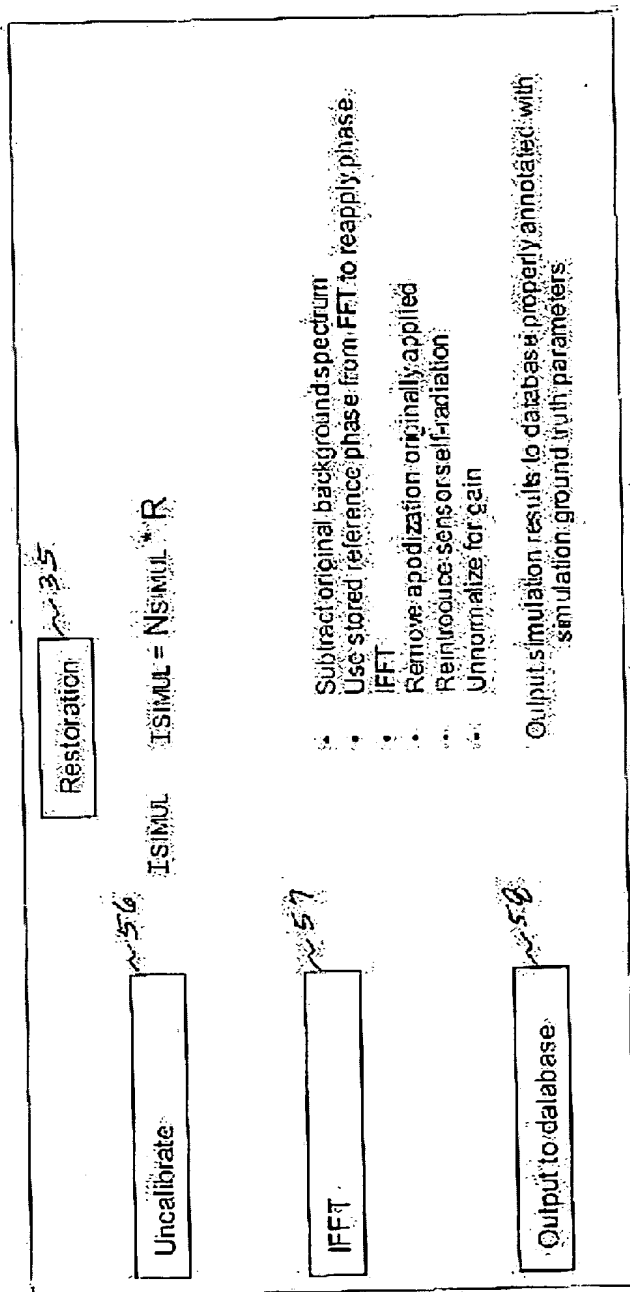 Restoration
~35
Uncalibrate
~56
ISIMUL ISIMUL = NSIMUL * R
IFFT
~57
• Subtract original background spectrum
• Use stored reference phase from FFT to reapply phase
• IFFT
• Remove apodization originally applied
• Reintroduce sensor self-radiation
• Unnormalize for gain
Output to database
~58
Output simulation results to database properly annotated with
simulation ground truth parameters